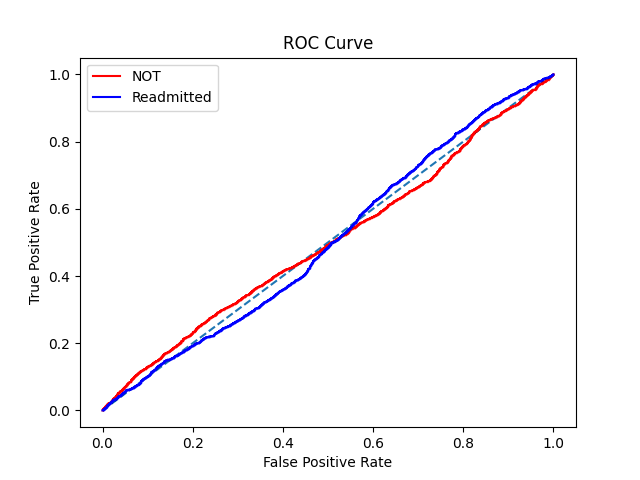 ROC Curve
NOT
Readmitted
True Positive Rate
1.0
0.8
0.6
0.4
0.2
0.0
0.0 0.2 0.4 0.6 0.8 1.0
False Positive Rate